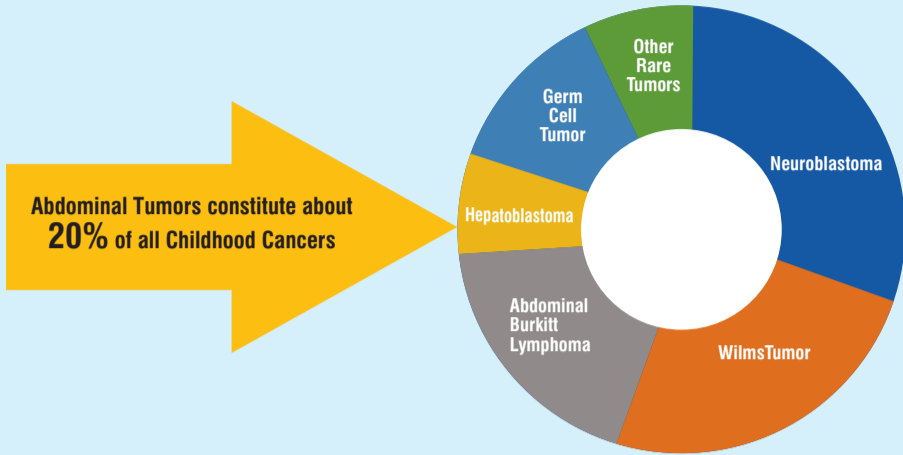 Abdominal Tumors constitute about
20% of all Childhood Cancers
Other
Rare
Tumors
Germ
Cell
Tumor
Neuroblastoma
Hepatoblastoma
Abdominal
Burkitt
Lymphoma
WilmsTumor